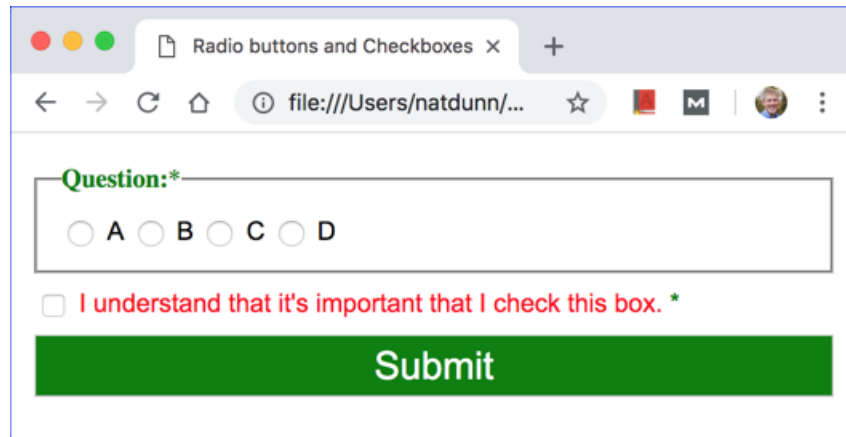 Radio buttons and Checkboxes
file:///Users/natdunn/...
Question:*
A B C D
I understand that it's important that I check this box. *
Submit